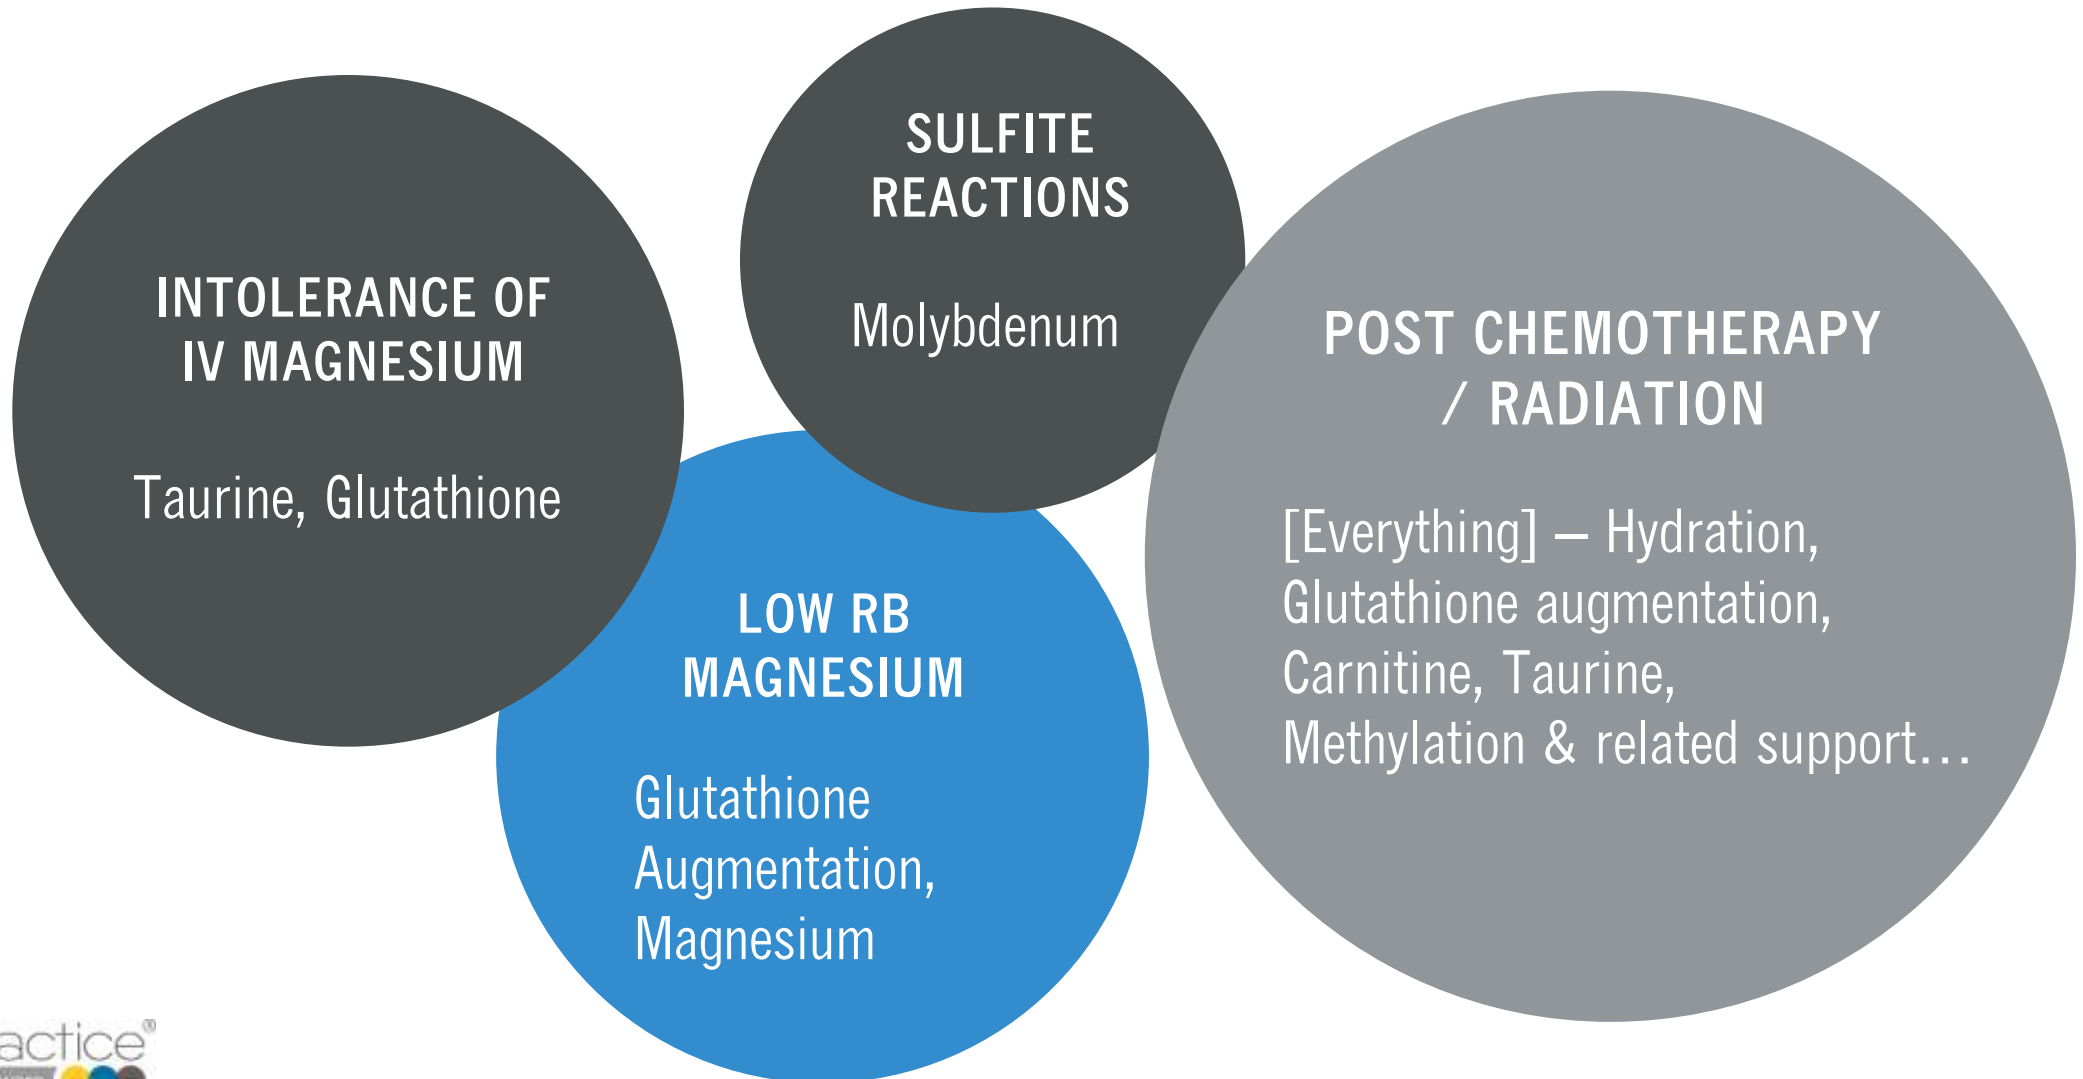 INTOLERANCE OF
IV MAGNESIUM
Taurine, Glutathione
SULFITE
REACTIONS
Molybdenum
LOW RB
MAGNESIUM
Glutathione
Augmentation,
Magnesium
POST CHEMOTHERAPY
/ RADIATION
[Everything] – Hydration,
Glutathione augmentation,
Carnitine, Taurine,
Methylation & related support...
actice®